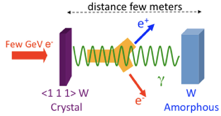 distance few meters
Few GeV e⁻
e⁺
γ
e⁻
<1 1 1> W
Crystal
W
Amorphous